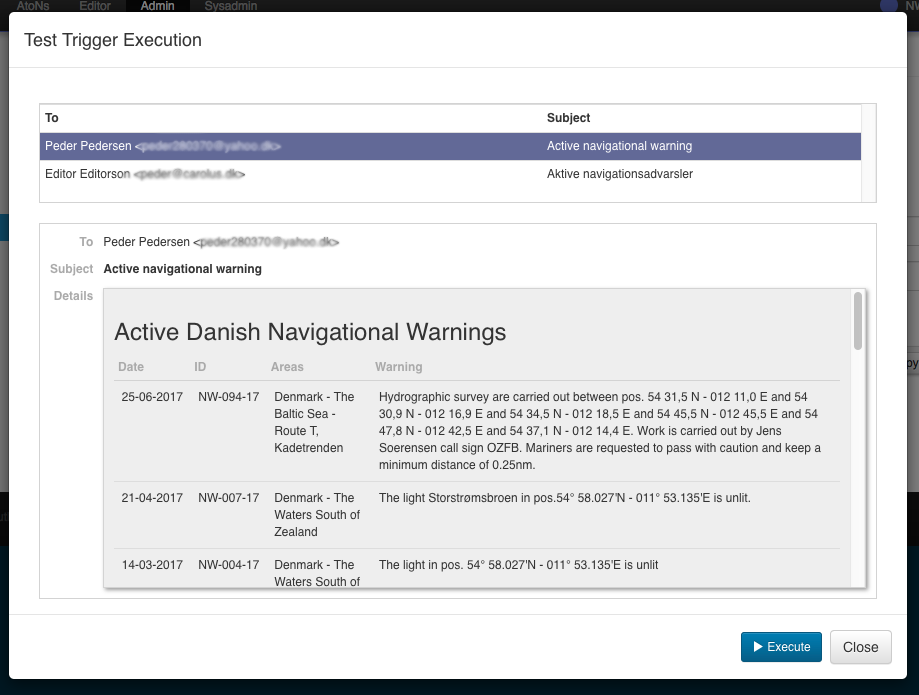 AtoNs Editor Admin Sysadmin NW
Test Trigger Execution
To Subject
Peder Pedersen < > Active navigational warning
Editor Editorson < > Aktive navigationsadvarsler
To Peder Pedersen < >
Subject Active navigational warning
Details
Active Danish Navigational Warnings
Date ID Areas Warning
25-06-2017 NW-094-17 Denmark - The Hydrographic survey are carried out between pos. 54 31,5 N - 012 11,0 E and 54
Baltic Sea - 30,9 N - 012 16,9 E and 54 34,5 N - 012 18,5 E and 54 45,5 N - 012 45,5 E and 54
Route T, 47,8 N - 012 42,5 E and 54 37,1 N - 012 14,4 E. Work is carried out by Jens
Kadetrenden Soerensen call sign OZFB. Mariners are requested to pass with caution and keep a
minimum distance of 0.25nm.
21-04-2017 NW-007-17 Denmark - The The light Storstrømsbroen in pos.54° 58.027'N - 011° 53.135'E is unlit.
Waters South of
Zealand
14-03-2017 NW-004-17 Denmark - The The light in pos. 54° 58.027'N - 011° 53.135'E is unlit
Waters South of
Execute Close